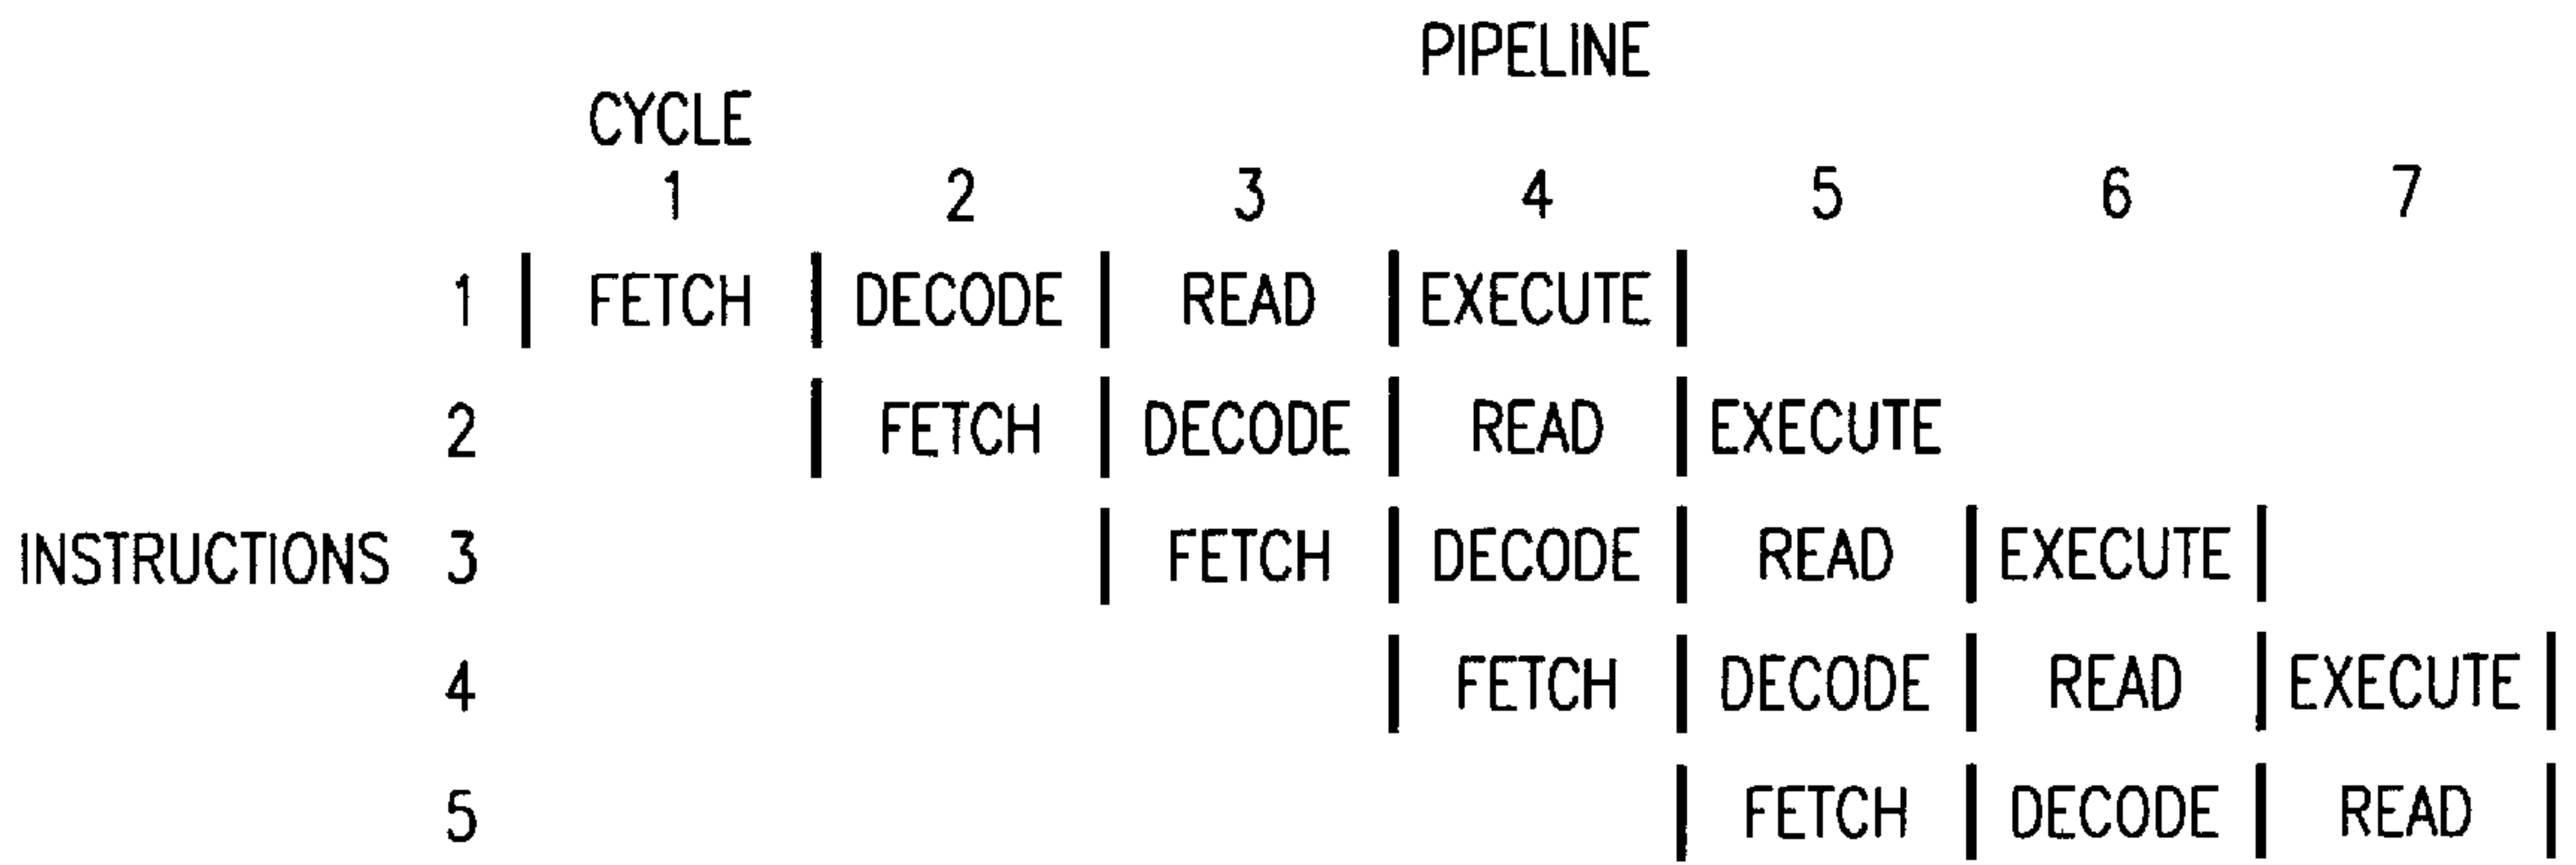 PIPELINE
CYCLE
1 2 3 4 5 6 7
1 | FETCH | DECODE | READ | EXECUTE |
2 | FETCH | DECODE | READ | EXECUTE
INSTRUCTIONS 3 | FETCH | DECODE | READ | EXECUTE |
4 | FETCH | DECODE | READ | EXECUTE |
5 | FETCH | DECODE | READ |